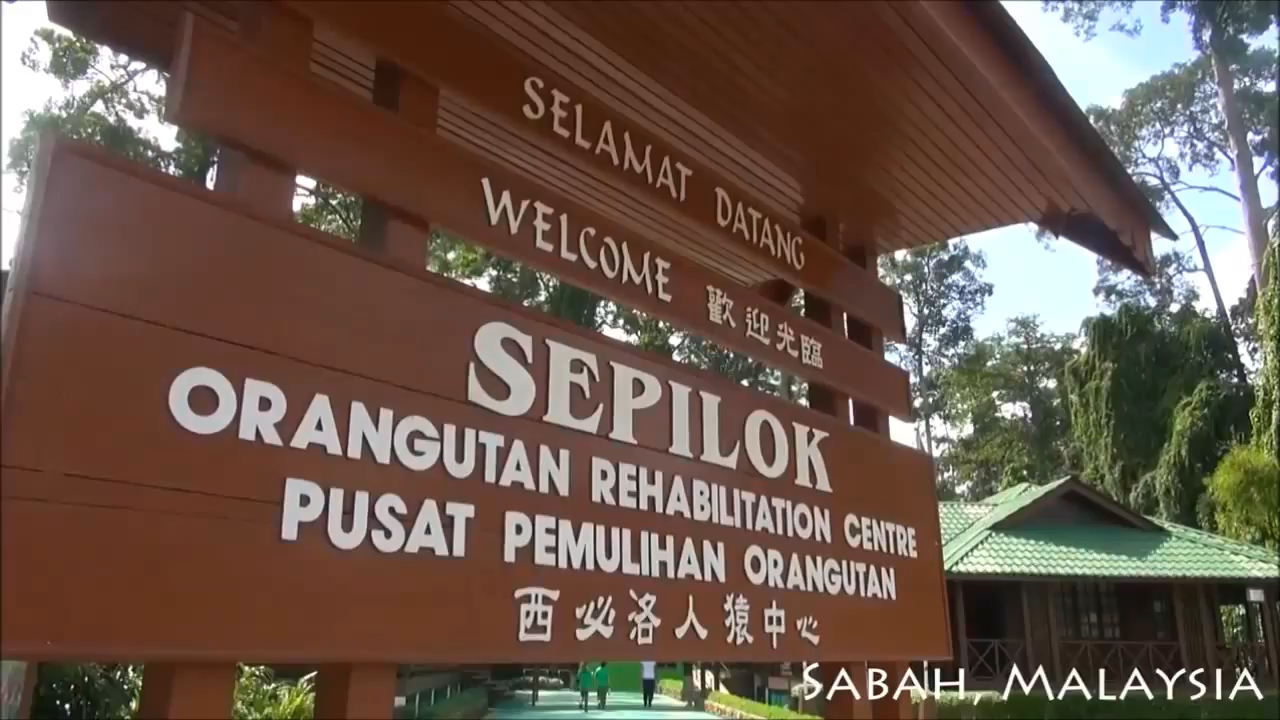 SELAMAT DATANG
WELCOME 歡迎光臨
SEPILOK
ORANGUTAN REHABILITATION CENTRE
PUSAT PEMULIHAN ORANGUTAN
西必洛人猿中心
SABAH, MALAYSIA